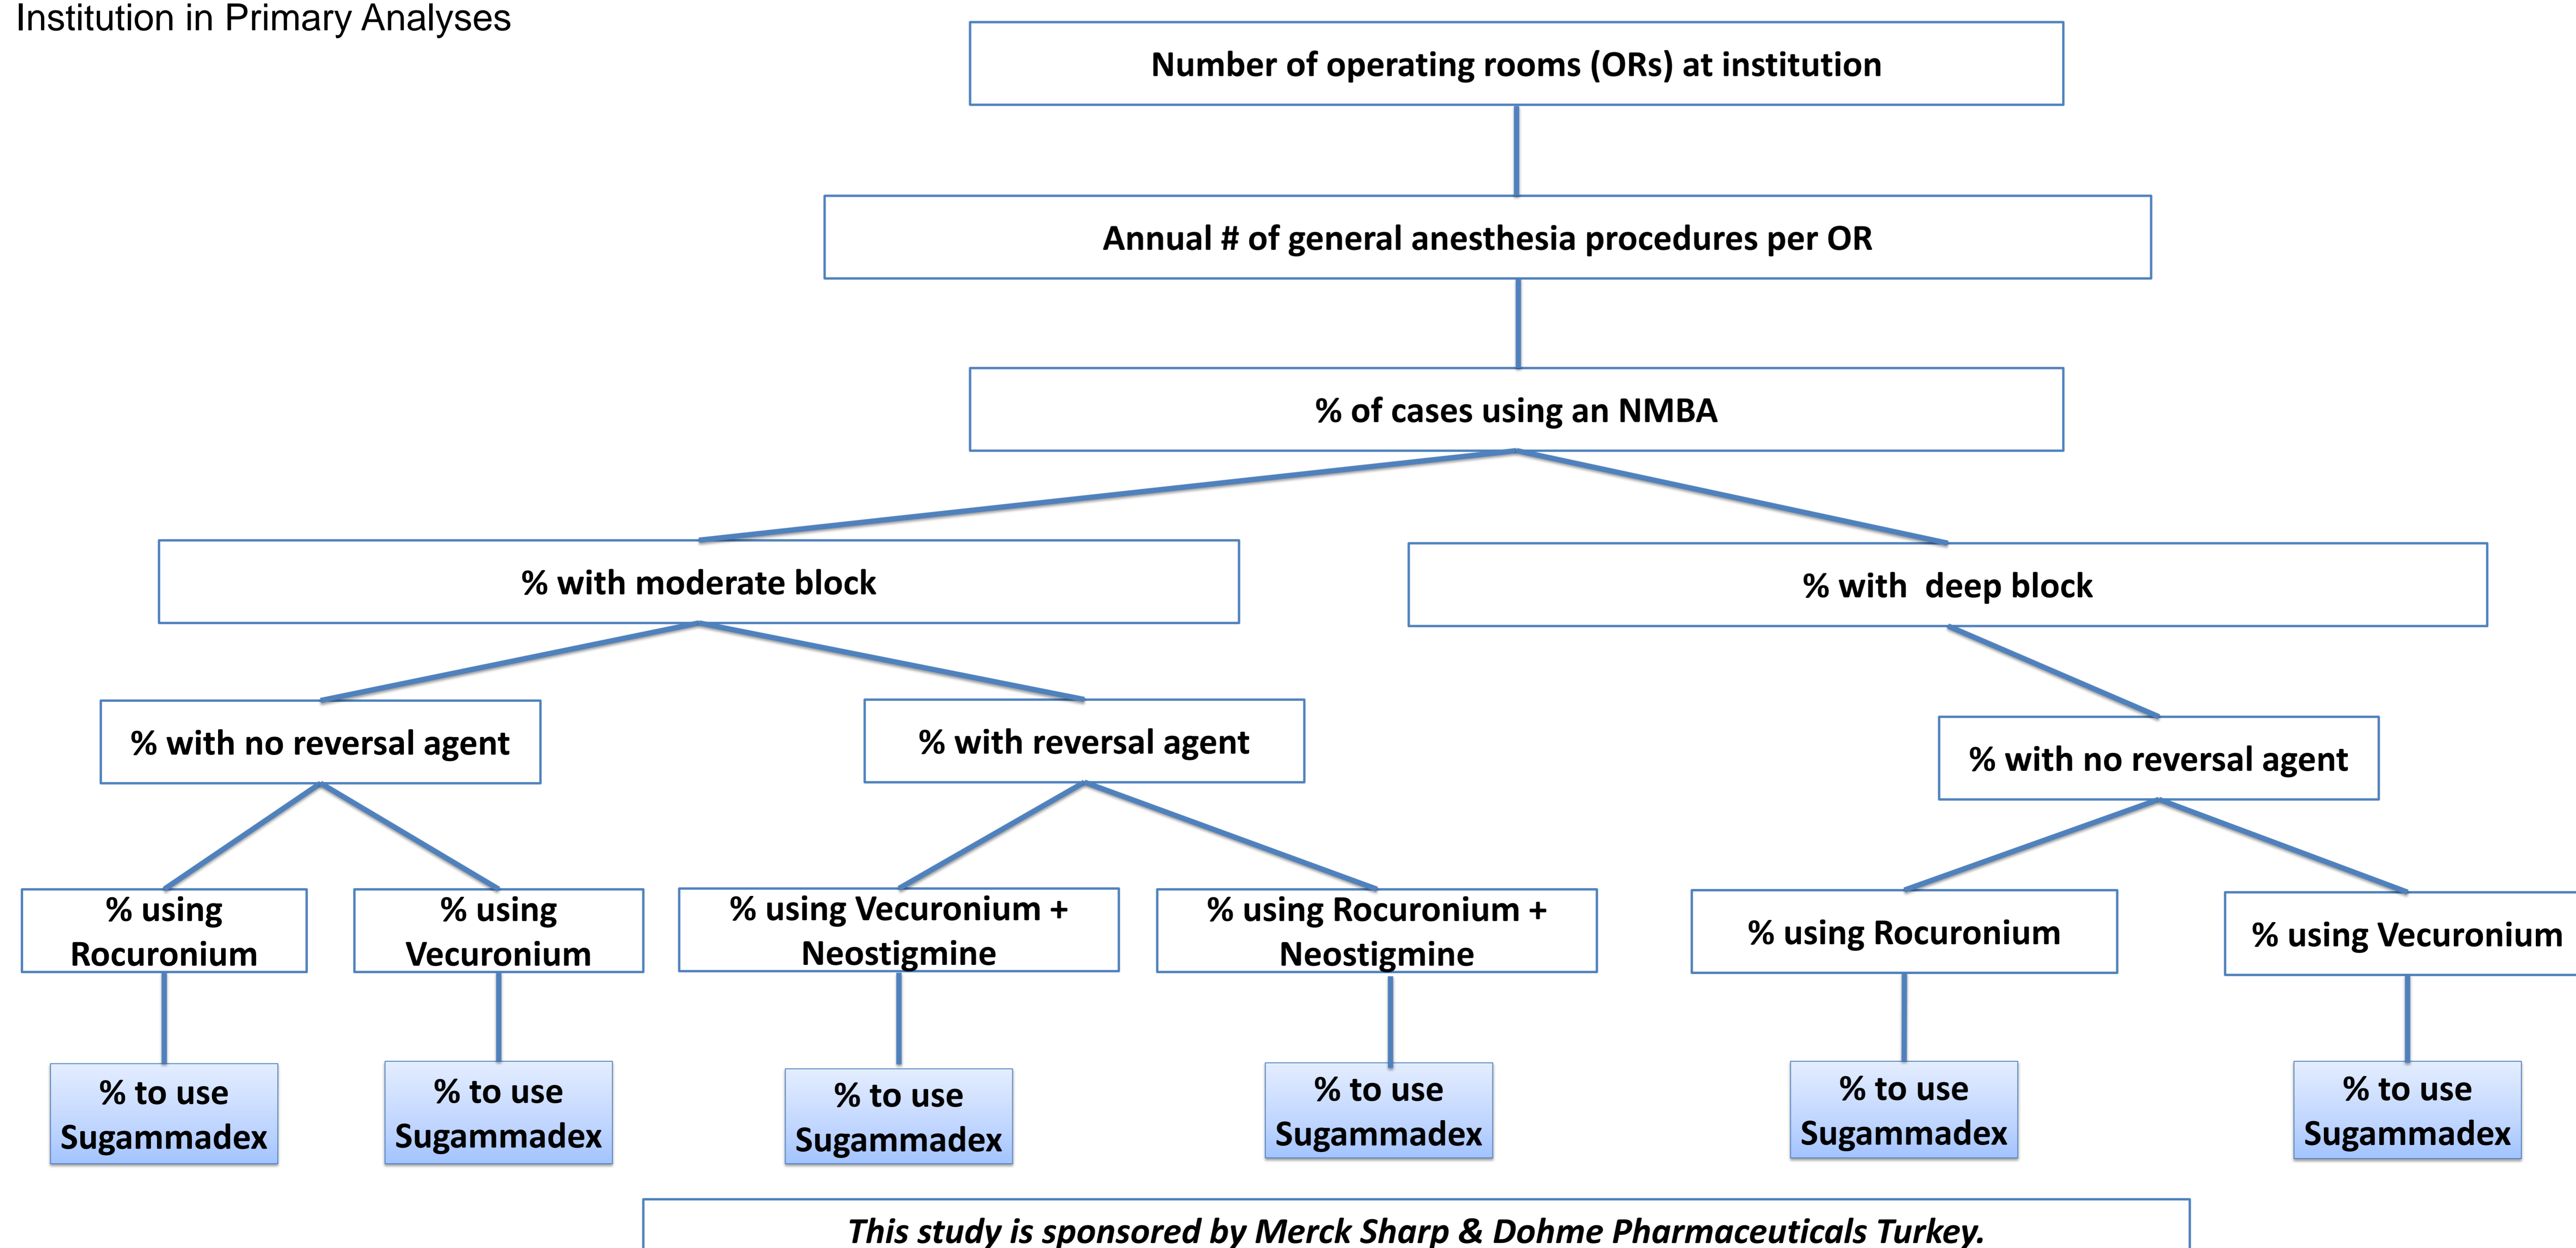 Institution in Primary Analyses
Number of operating rooms (ORs) at institution
Annual # of general anesthesia procedures per OR
% of cases using an NMBA
% with moderate block
% with  deep block
% with no reversal agent
% with reversal agent
% with no reversal agent
% using
Rocuronium
% using
Vecuronium
% using Vecuronium +
Neostigmine
% using Rocuronium +
Neostigmine
% using Rocuronium
% using Vecuronium
% to use
Sugammadex
% to use
Sugammadex
% to use
Sugammadex
% to use
Sugammadex
% to use
Sugammadex
% to use
Sugammadex
This study is sponsored by Merck Sharp & Dohme Pharmaceuticals Turkey.